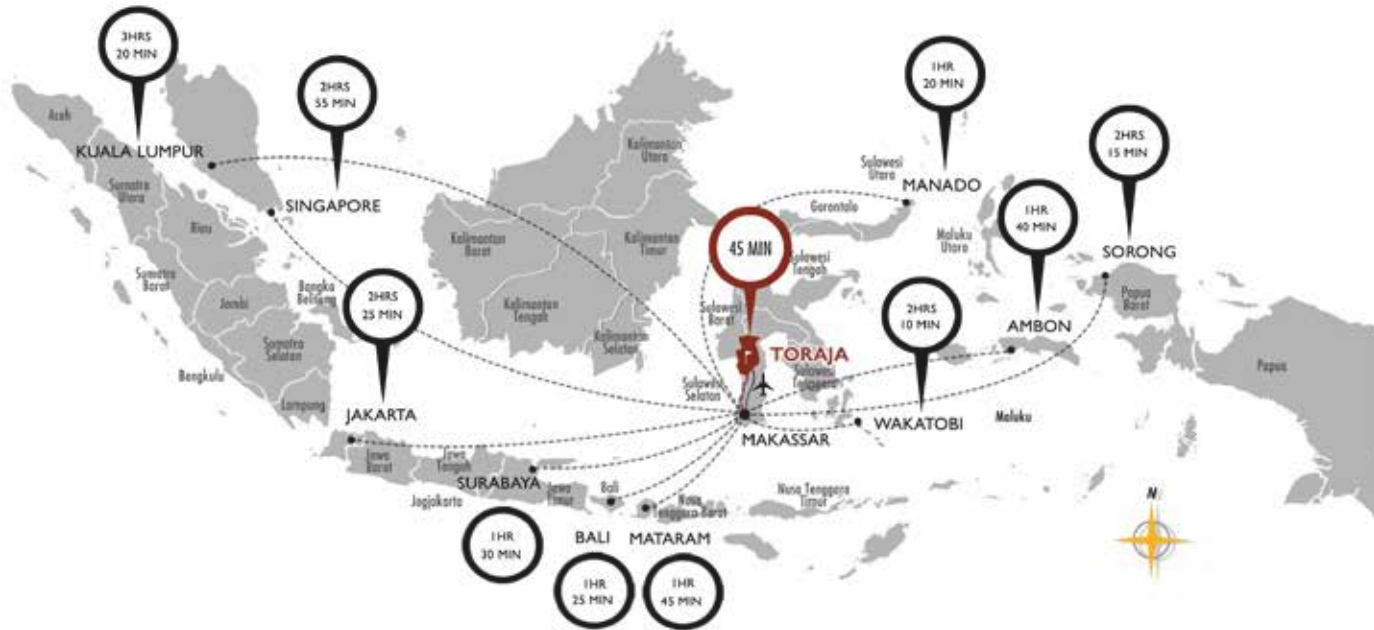 3HRS
20 MIN
2HRS
55 MIN
1HR
20 MIN
2HRS
15 MIN
Aceh
KUALA LUMPUR
Kalimantan
Utara
Sulawesi
Utara
MANADO
Sumatra
Utara
SINGAPORE
Gorontalo
1HR
40 MIN
Riau
45 MIN
Maluku
Utara
SORONG
Kalimantan
Barat
Kalimantan
Timur
Sulawesi
Tengah
Sumatra
Barat
Jambi
Bangka
Belitung
2HRS
25 MIN
Kalimantan
Tengah
Sulawesi
Barat
2HRS
10 MIN
Papua
Barat
AMBON
Sumatra
Selatan
Kalimantan
Selatan
TORAJA
Papua
Bengkulu
Sulawesi
Selatan
Sulawesi
Tenggara
Lampung
JAKARTA
MAKASSAR
WAKATOBI
Maluku
Jawa
Barat
Jawa
Tengah
SURABAYA
Jogjakarta
Jawa
Timur
Bali
Nusa
Tenggara Barat
Nusa Tenggara
Timur
N
1HR
30 MIN
BALI
MATARAM
1HR
25 MIN
1HR
45 MIN